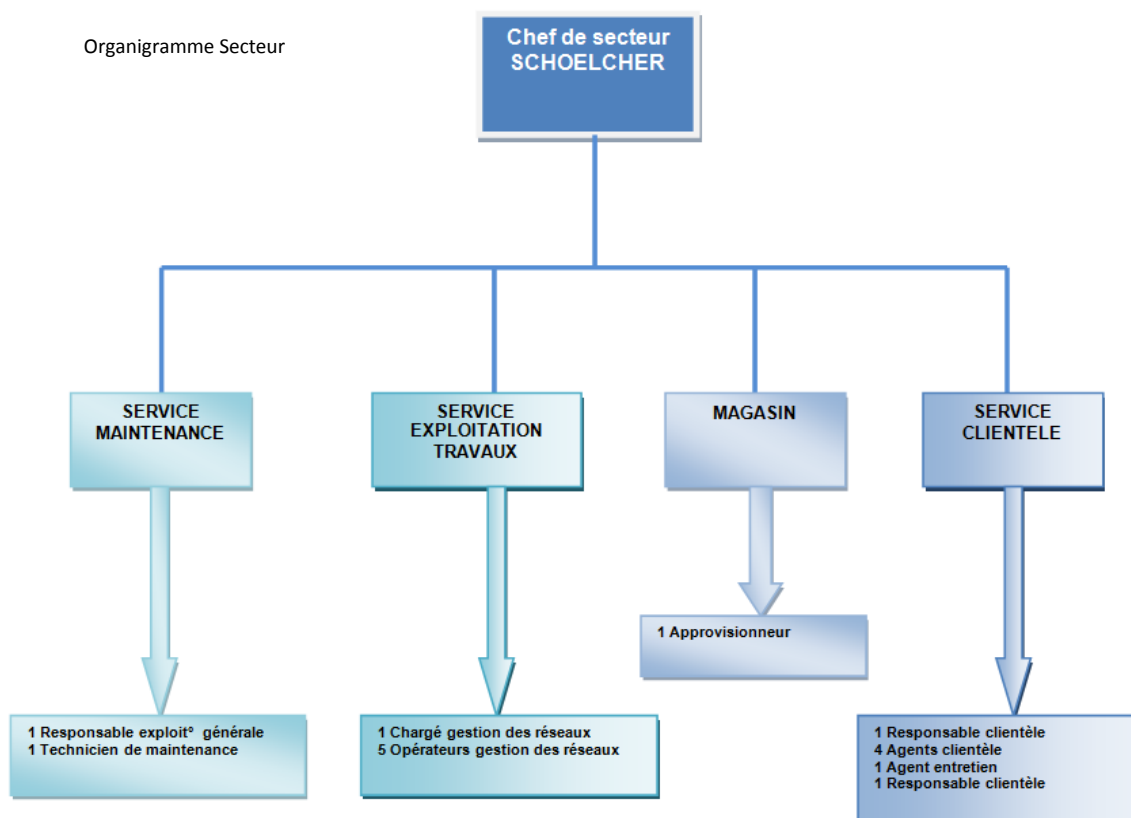 Organigramme Secteur
Chef de secteur
SCHOELCHER
SERVICE
MAINTENANCE
SERVICE
EXPLOITATION
TRAVAUX
MAGASIN
SERVICE
CLIENTELE
1 Approvisionneur
1 Responsable exploit° générale
1 Technicien de maintenance
1 Chargé gestion des réseaux
5 Opérateurs gestion des réseaux
1 Responsable clientèle
4 Agents clientèle
1 Agent entretien
1 Responsable clientèle